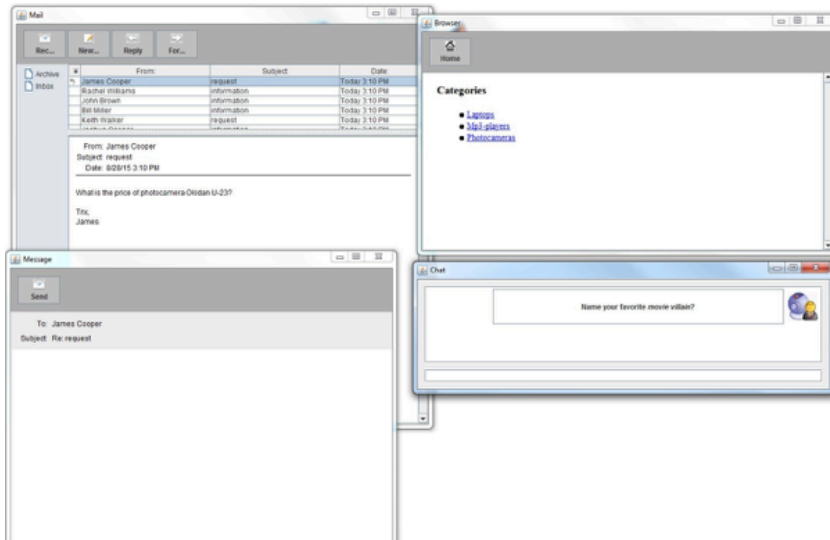 Mail
Rec... New... Reply For...
Archive
Inbox
From: Subject: Date:
James Cooper request Today 3:10 PM
Rachel Williams information Today 3:10 PM
John Brown information Today 3:10 PM
Bill Miller information Today 3:10 PM
Keith Walker request Today 3:10 PM
From: James Cooper
Subject: request
Date: 8/28/15 3:10 PM
What is the price of photocamera Olisdan U-23?
James
Browser
Home
Categories
Laptops
Mp3-players
Photocameras
Message
Send
To: James Cooper
Subject: Re: request
Chat
Name your favorite movie villain?